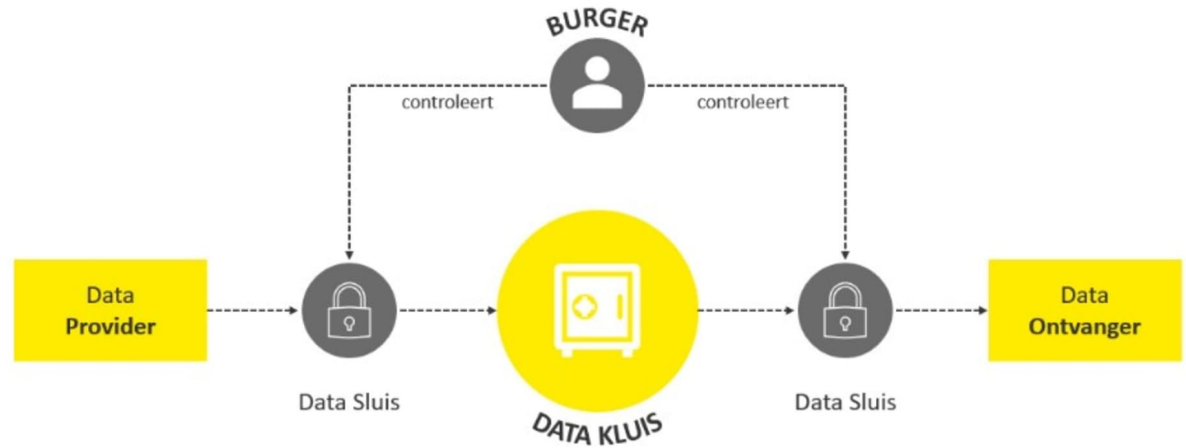 BURGER
controleert
controleert
Data
Provider
Data
Ontvanger
Data Sluis
Data Sluis
DATA KLUIS